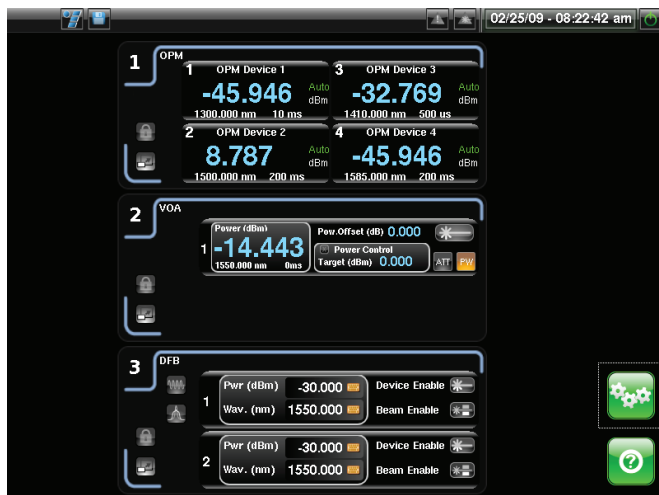 02/25/09 - 08:22:42 am
1 OPM
1 OPM Device 1
-45.946 Auto dBm
1300.000 nm 10 ms
3 OPM Device 3
-32.769 Auto dBm
1410.000 nm 500 us
2 OPM Device 2
8.787 Auto dBm
1500.000 nm 200 ms
4 OPM Device 4
-45.946 Auto dBm
1585.000 nm 200 ms
2 VOA
1
Power (dBm)
-14.443
1550.000 nm 0ms
Pow.Offset (dB) 0.000
Power Control
Target (dBm) 0.000
ATT PW
3 DFB
1
Pwr (dBm) -30.000 Device Enable
Wav. (nm) 1550.000 Beam Enable
2
Pwr (dBm) -30.000 Device Enable
Wav. (nm) 1550.000 Beam Enable
?